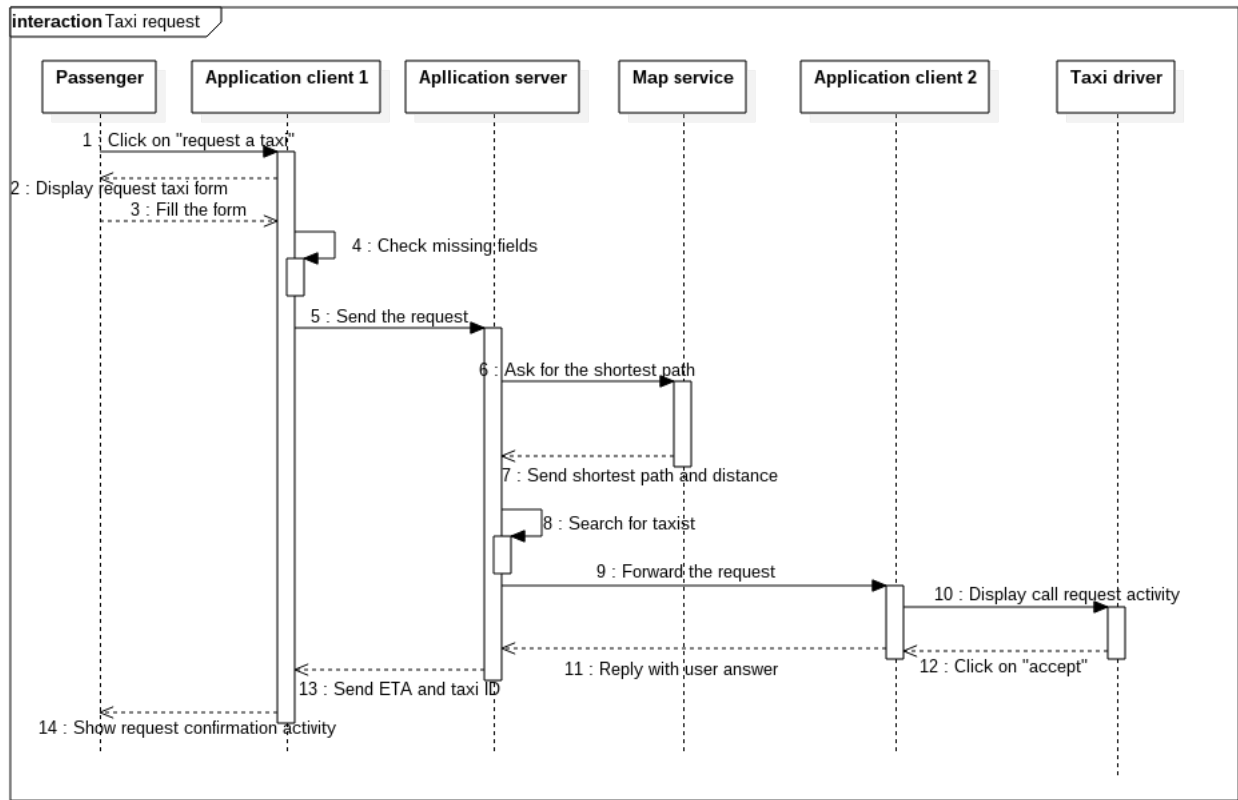 interaction Taxi request
Passenger
Application client 1
Apllication server
Map service
Application client 2
Taxi driver
1 : Click on "request a taxi"
2 : Display request taxi form
3 : Fill the form
4 : Check missing fields
5 : Send the request
6 : Ask for the shortest path
7 : Send shortest path and distance
8 : Search for taxist
9 : Forward the request
10 : Display call request activity
11 : Reply with user answer
12 : Click on "accept"
13 : Send ETA and taxi ID
14 : Show request confirmation activity